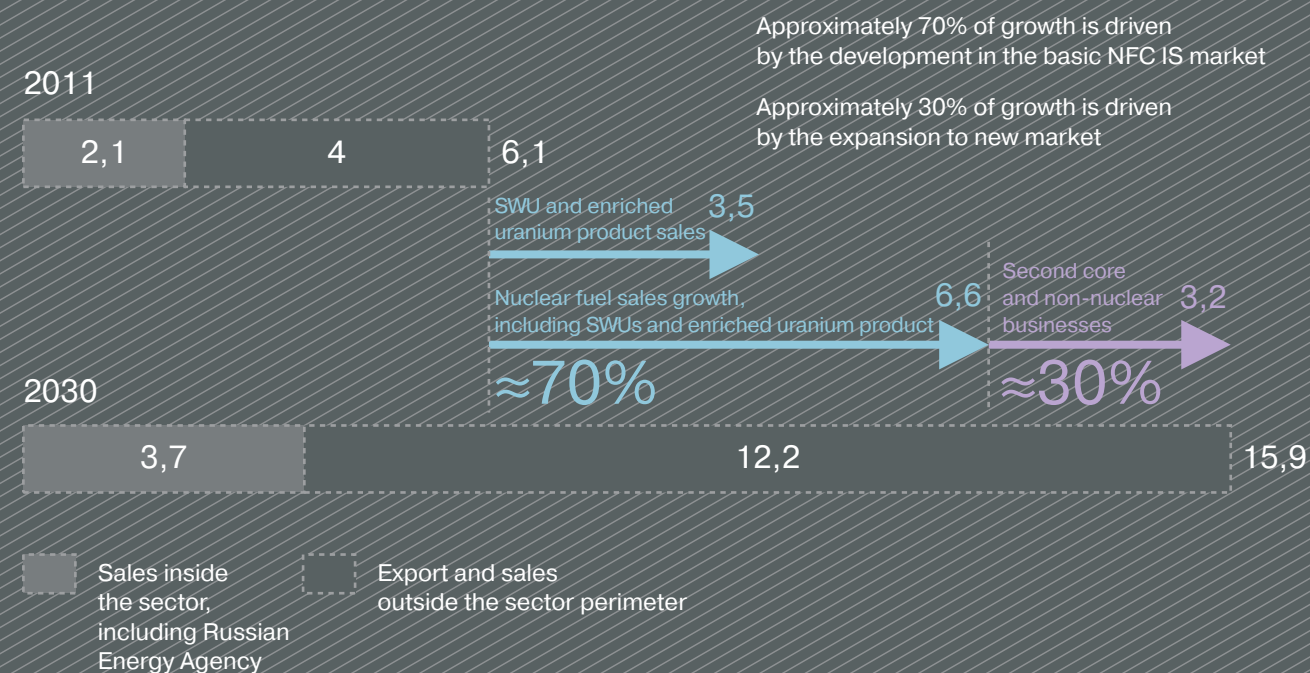 Approximately 70% of growth is driven
by the development in the basic NFC IS market
Approximately 30% of growth is driven
by the expansion to new market
2011
2,1
4
6,1
SWU and enriched
uranium product sales
3,5
Nuclear fuel sales growth,
including SWUs and enriched uranium product
6,6
≈70%
Second core
and non-nuclear
businesses
3,2
≈30%
2030
3,7
12,2
15,9
Sales inside
the sector,
including Russian
Energy Agency
Export and sales
outside the sector perimeter